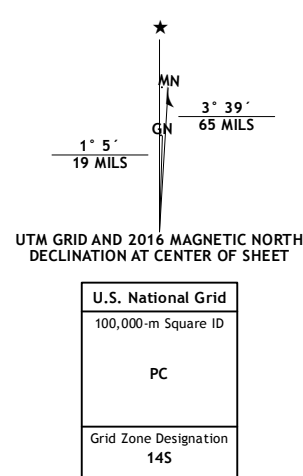 ★
MN
3° 39´
65 MILS
GN
1° 5´
19 MILS
UTM GRID AND 2016 MAGNETIC NORTH
DECLINATION AT CENTER OF SHEET
U.S. National Grid
100,000-m Square ID
PC
Grid Zone Designation
14S